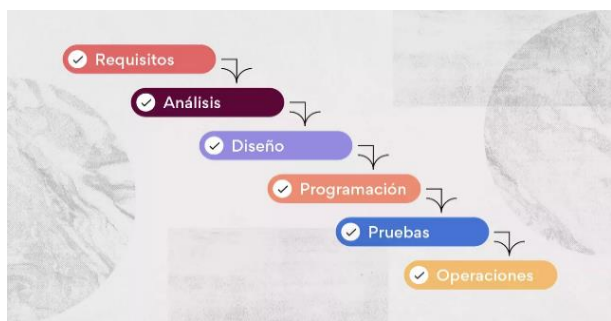 Requisitos
Análisis
Diseño
Programación
Pruebas
Operaciones